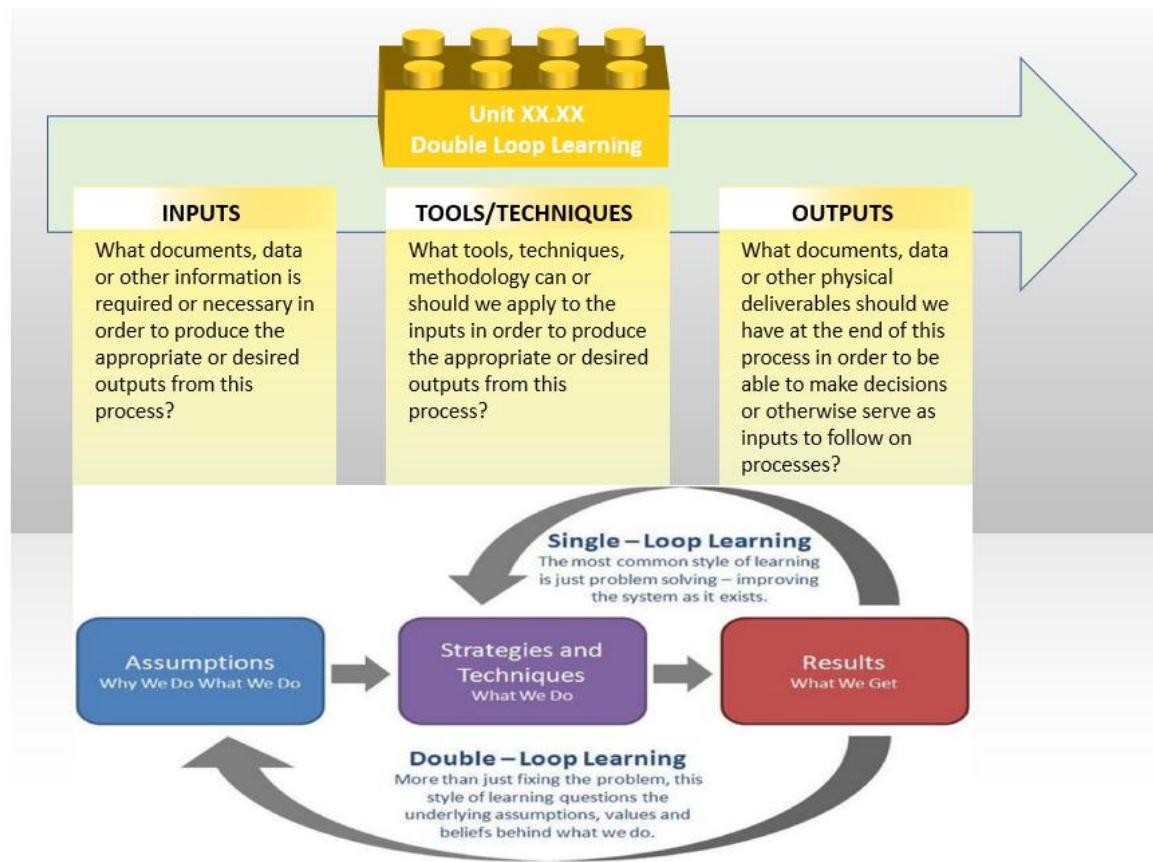 Unit XX.XX
Double Loop Learning
INPUTS
What documents, data
or other information is
required or necessary in
order to produce the
appropriate or desired
outputs from this
process?
TOOLS/TECHNIQUES
What tools, techniques,
methodology can or
should we apply to the
inputs in order to produce
the appropriate or desired
outputs from this
process?
OUTPUTS
What documents, data
or other physical
deliverables should we
have at the end of this
process in order to be
able to make decisions
or otherwise serve as
inputs to follow on
processes?
Single – Loop Learning
The most common style of learning
is just problem solving – improving
the system as it exists.
Assumptions
Why We Do What We Do
Strategies and
Techniques
What We Do
Results
What We Get
Double – Loop Learning
More than just fixing the problem, this
style of learning questions the
underlying assumptions, values and
beliefs behind what we do.